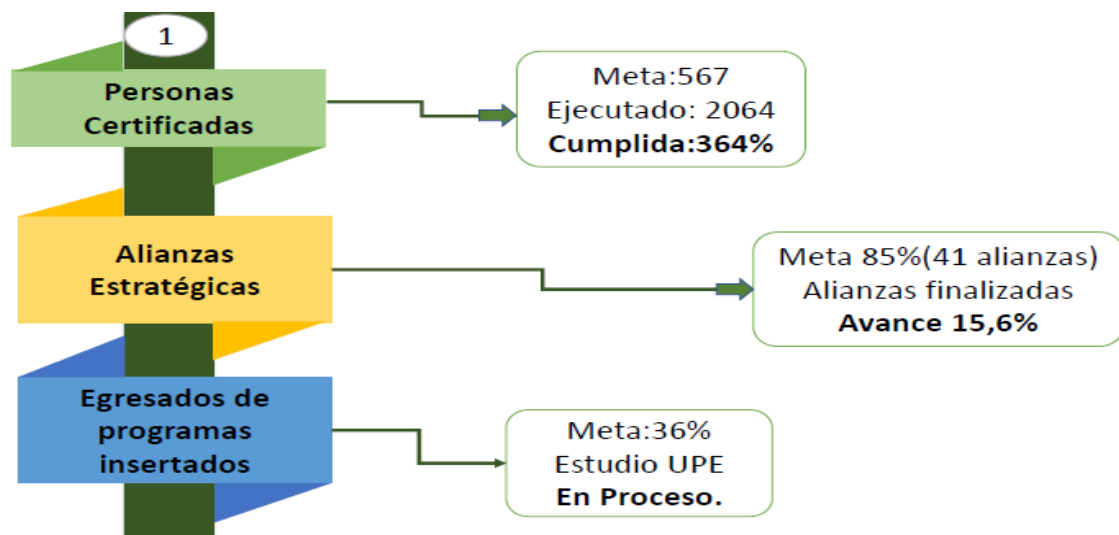 1
Personas
Certificadas
Meta:567
Ejecutado: 2064
Cumplida:364%
Alianzas
Estratégicas
Meta 85%(41 alianzas)
Alianzas finalizadas
Avance 15,6%
Egresados de
programas
insertados
Meta:36%
Estudio UPE
En Proceso.